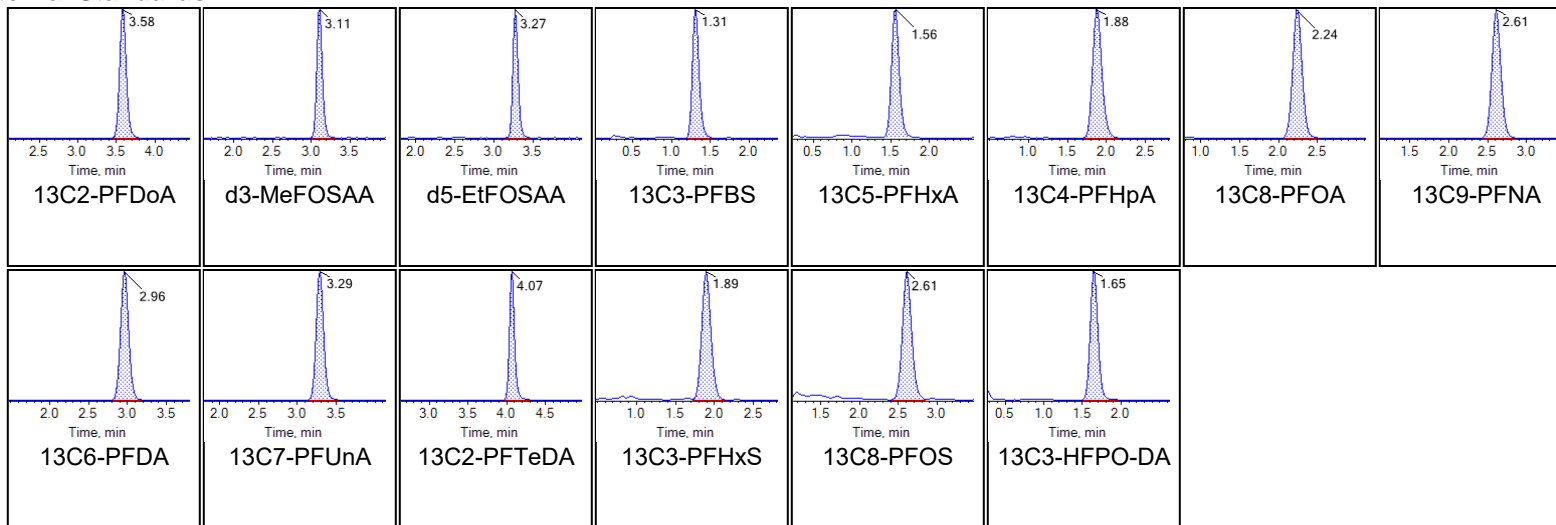 3.58
3.11
3.27
1.31
1.56
1.88
2.24
2.61
2.5 3.0 3.5 4.0
2.0 2.5 3.0 3.5
2.0 2.5 3.0 3.5 4.0
0.5 1.0 1.5 2.0
0.5 1.0 1.5 2.0
1.0 1.5 2.0 2.5
1.0 1.5 2.0 2.5
1.5 2.0 2.5 3.0
Time, min Time, min Time, min Time, min Time, min Time, min Time, min Time, min
13C2-PFDoA d3-MeFOSAA d5-EtFOSAA 13C3-PFBS 13C5-PFHxA 13C4-PFHpA 13C8-PFOA 13C9-PFNA
2.96
3.29
4.07
1.89
2.61
1.65
2.0 2.5 3.0 3.5
2.0 2.5 3.0 3.5
3.0 3.5 4.0 4.5
1.0 1.5 2.0 2.5
1.5 2.0 2.5 3.0
0.5 1.0 1.5 2.0
Time, min Time, min Time, min Time, min Time, min Time, min
13C6-PFDA 13C7-PFUnA 13C2-PFTeDA 13C3-PFHxS 13C8-PFOS 13C3-HFPO-DA